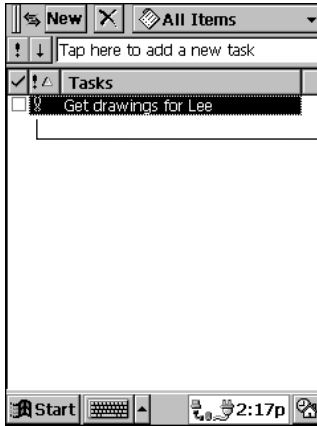 New All Items
! ↓ Tap here to add a new task
! Tasks
! Get drawings for Lee
Start 2:17p